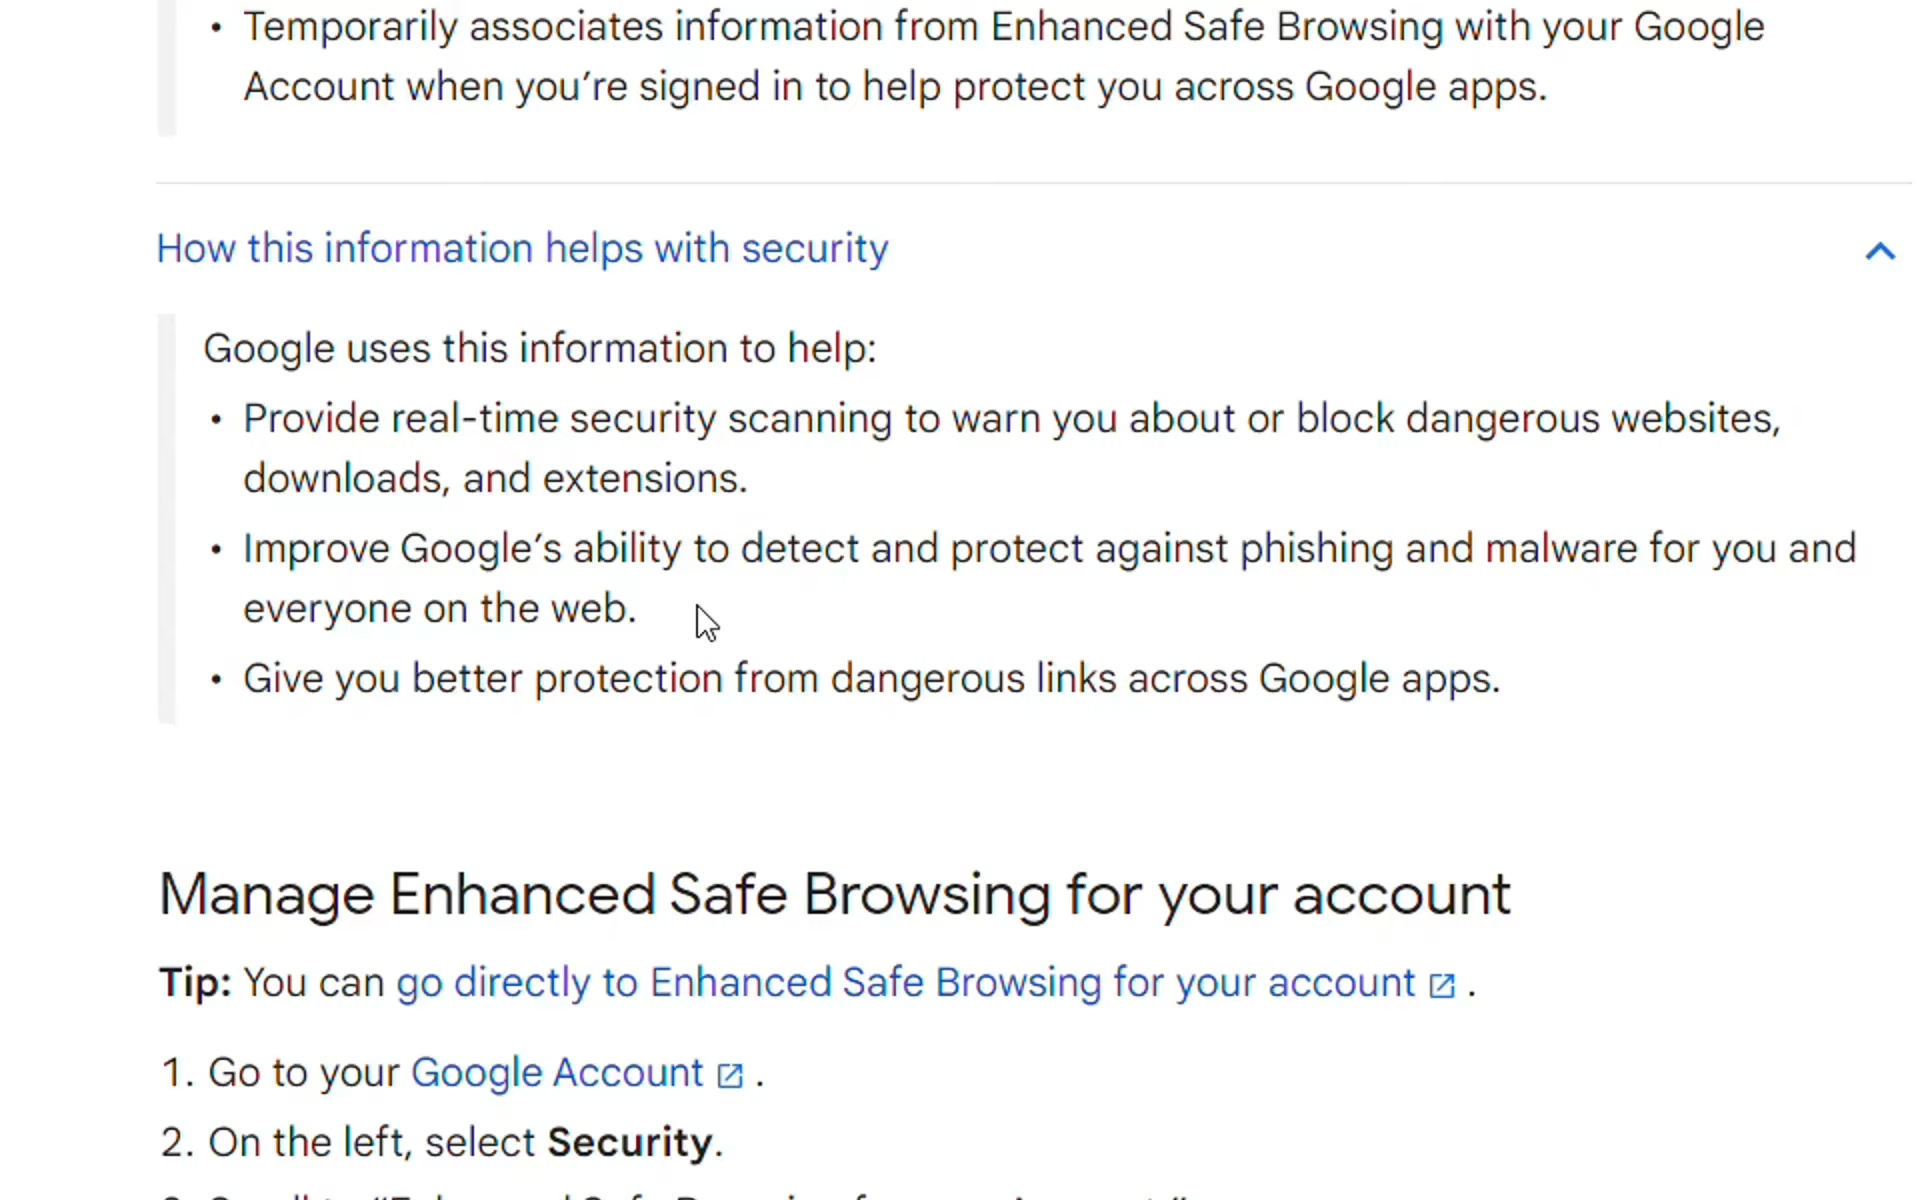 • Temporarily associates information from Enhanced Safe Browsing with your Google
Account when you’re signed in to help protect you across Google apps.
How this information helps with security
Google uses this information to help:
• Provide real-time security scanning to warn you about or block dangerous websites,
downloads, and extensions.
• Improve Google’s ability to detect and protect against phishing and malware for you and
everyone on the web.
• Give you better protection from dangerous links across Google apps.
Manage Enhanced Safe Browsing for your account
Tip: You can go directly to Enhanced Safe Browsing for your account .
1. Go to your Google Account .
2. On the left, select Security.